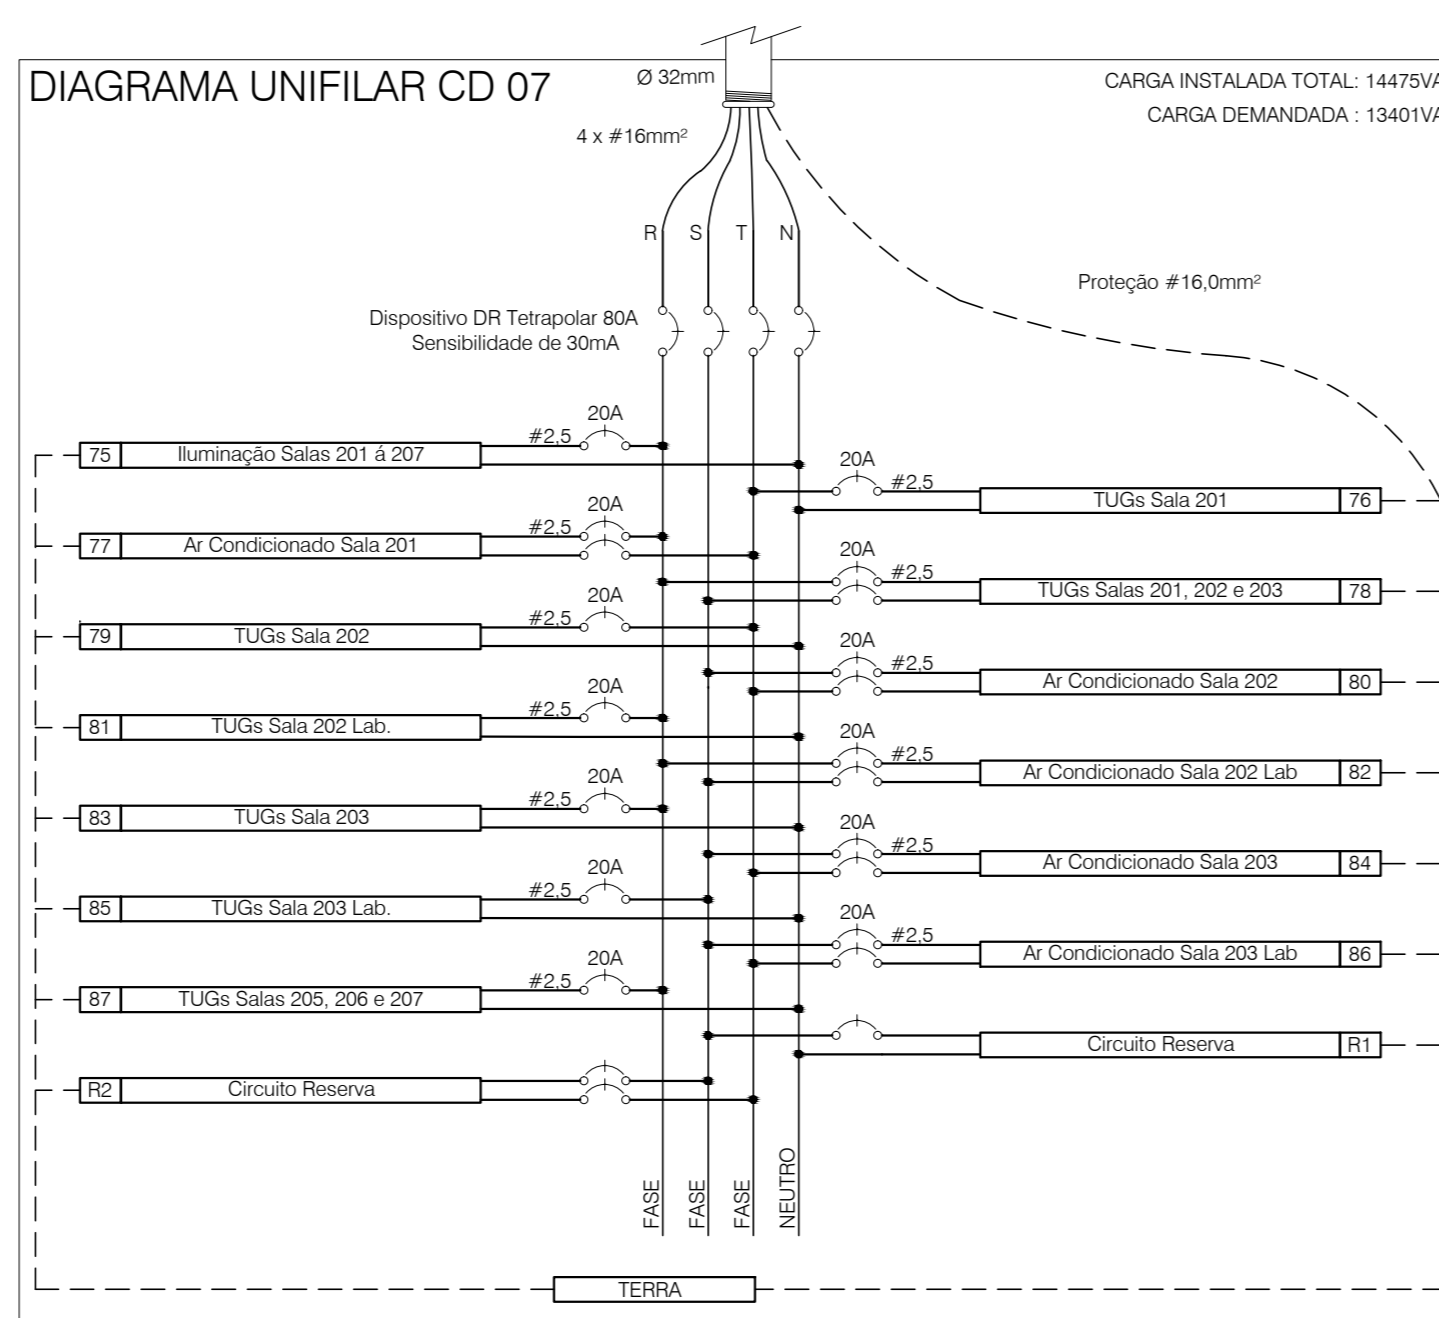 DIAGRAMA UNIFILAR CD 07
Ø 32mm
CARGA INSTALADA TOTAL: 14475VA
CARGA DEMANDADA : 13401VA
4 x #16mm²
R S T N
Proteção #16,0mm²
Dispositivo DR Tetrapolar 80A
Sensibilidade de 30mA
20A
#2,5
75 Iluminação Salas 201 á 207
20A
#2,5
TUGs Sala 201 76
20A
#2,5
77 Ar Condicionado Sala 201
20A
#2,5
TUGs Salas 201, 202 e 203 78
20A
#2,5
79 TUGs Sala 202
20A
#2,5
Ar Condicionado Sala 202 80
20A
#2,5
81 TUGs Sala 202 Lab.
20A
#2,5
Ar Condicionado Sala 202 Lab 82
20A
#2,5
83 TUGs Sala 203
20A
#2,5
Ar Condicionado Sala 203 84
20A
#2,5
85 TUGs Sala 203 Lab.
20A
#2,5
Ar Condicionado Sala 203 Lab 86
20A
#2,5
87 TUGs Salas 205, 206 e 207
Circuito Reserva R1
R2 Circuito Reserva
FASE
FASE
FASE
NEUTRO
TERRA